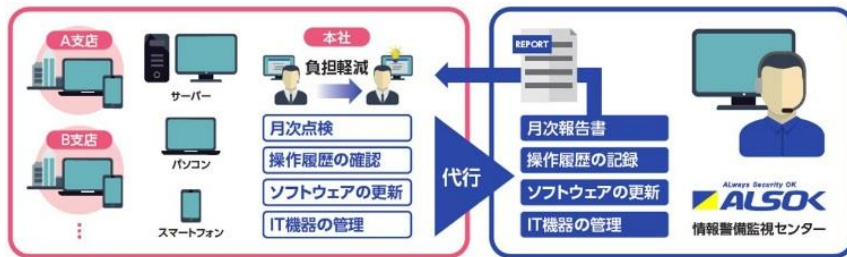 A支店
サーバー
B支店
パソコン
スマートフォン
本社
負担軽減
月次点検
操作履歴の確認
ソフトウェアの更新
IT機器の管理
代行
REPORT
月次報告書
操作履歴の記録
ソフトウェアの更新
IT機器の管理
ALways Security OK
ALSOK
情報警備監視センター